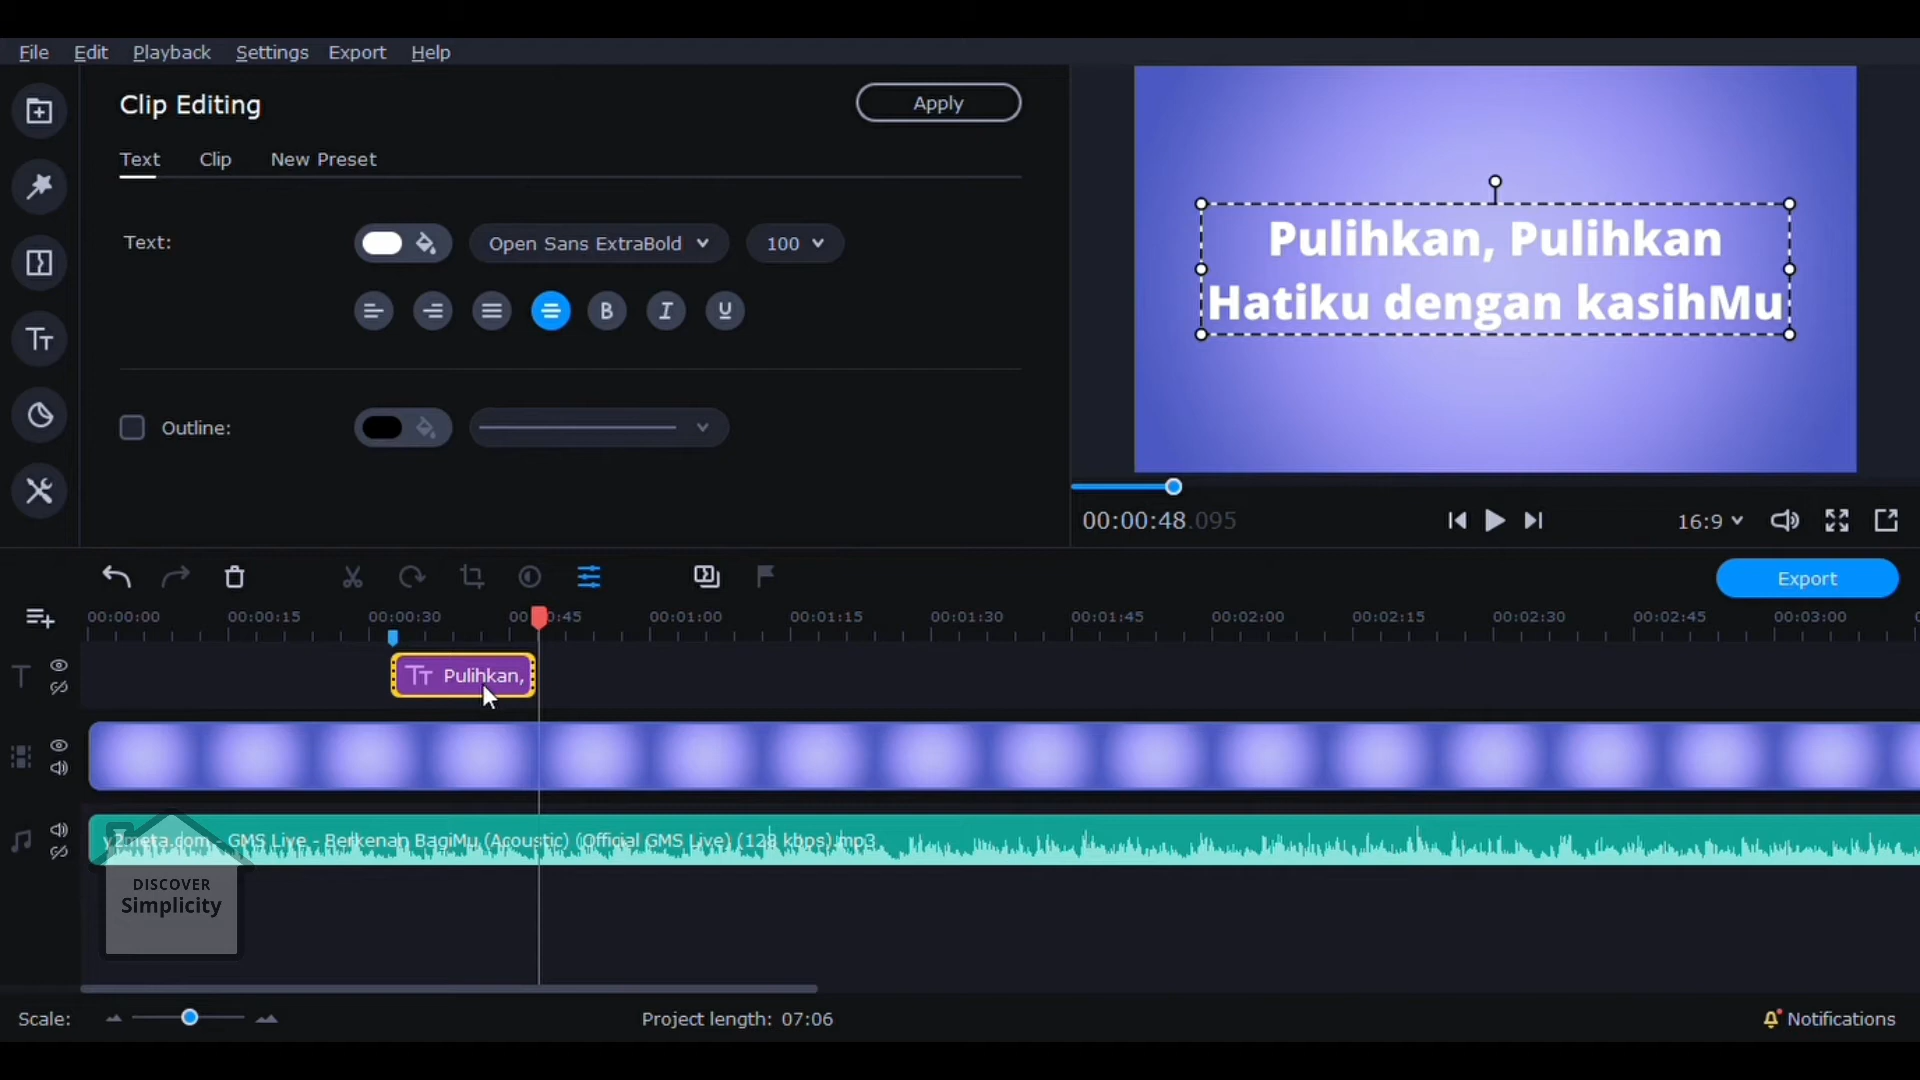 File Edit Playback Settings Export Help
Clip Editing
Apply
Text Clip New Preset
Text:
Open Sans ExtraBold
100
B I U
Outline:
Pulihkan, Pulihkan
Hatiku dengan kasihMu
00:00:48.095
16:9
Export
00:00:00 00:00:15 00:00:30 00:00:45 00:01:00 00:01:15 00:01:30 00:01:45 00:02:00 00:02:15 00:02:30 00:02:45 00:03:00
Pulihkan,
y2meta.com - GMS Live - Berkenan BagiMu (Acoustic) (Official GMS Live) (128 kbps).mp3
DISCOVER
Simplicity
Scale:
Project length: 07:06
Notifications